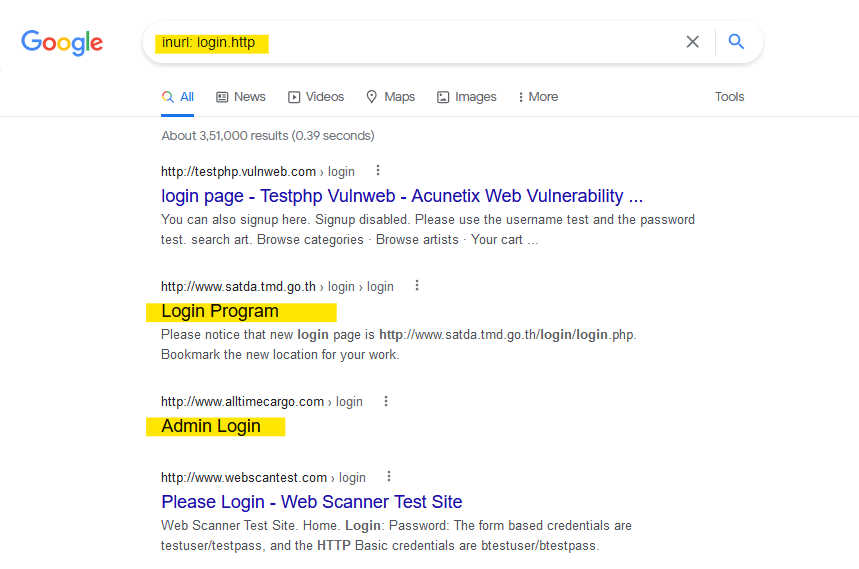 Google
inurl: login.http
All News Videos Maps Images More Tools
About 3,51,000 results (0.39 seconds)
http://testphp.vulnweb.com › login
login page - Testphp Vulnweb - Acunetix Web Vulnerability ...
You can also signup here. Signup disabled. Please use the username test and the password
test. search art. Browse categories · Browse artists · Your cart ...
http://www.satda.tmd.go.th › login › login
Login Program
Please notice that new login page is http://www.satda.tmd.go.th/login/login.php.
Bookmark the new location for your work.
http://www.alltimecargo.com › login
Admin Login
http://www.webscantest.com › login
Please Login - Web Scanner Test Site
Web Scanner Test Site. Home. Login: Password: The form based credentials are
testuser/testpass, and the HTTP Basic credentials are btestuser/btestpass.